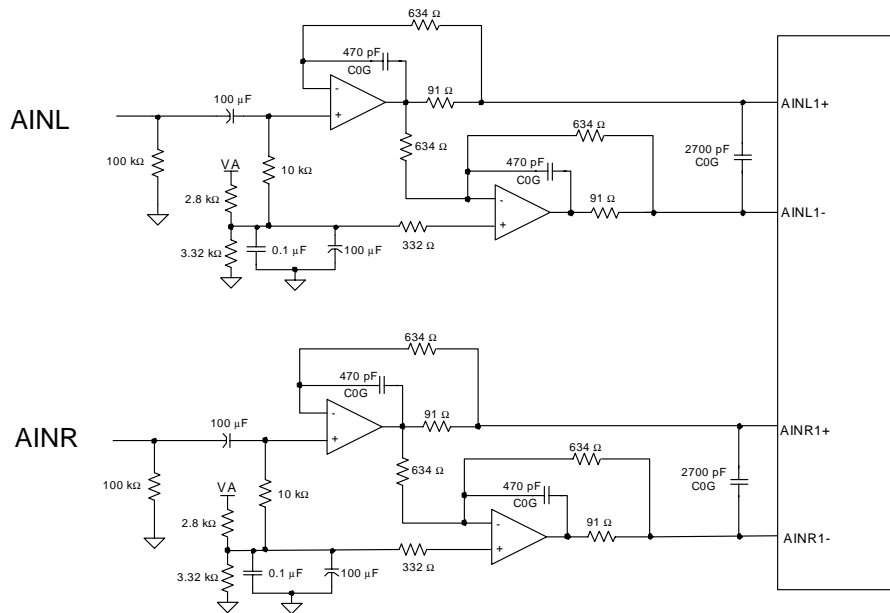 634 Ω
470 pF
C0G
91 Ω
100 µF
AINL
AINL1+
634 Ω
634 Ω
2700 pF
C0G
470 pF
C0G
100 kΩ
VA
10 kΩ
2.8 kΩ
91 Ω
AINL1-
3.32 kΩ
0.1 µF
100 µF
332 Ω
634 Ω
470 pF
C0G
91 Ω
100 µF
AINR
AINR1+
634 Ω
634 Ω
2700 pF
C0G
470 pF
C0G
100 kΩ
VA
10 kΩ
2.8 kΩ
91 Ω
AINR1-
3.32 kΩ
0.1 µF
100 µF
332 Ω
-
+
-
+
-
+
-
+